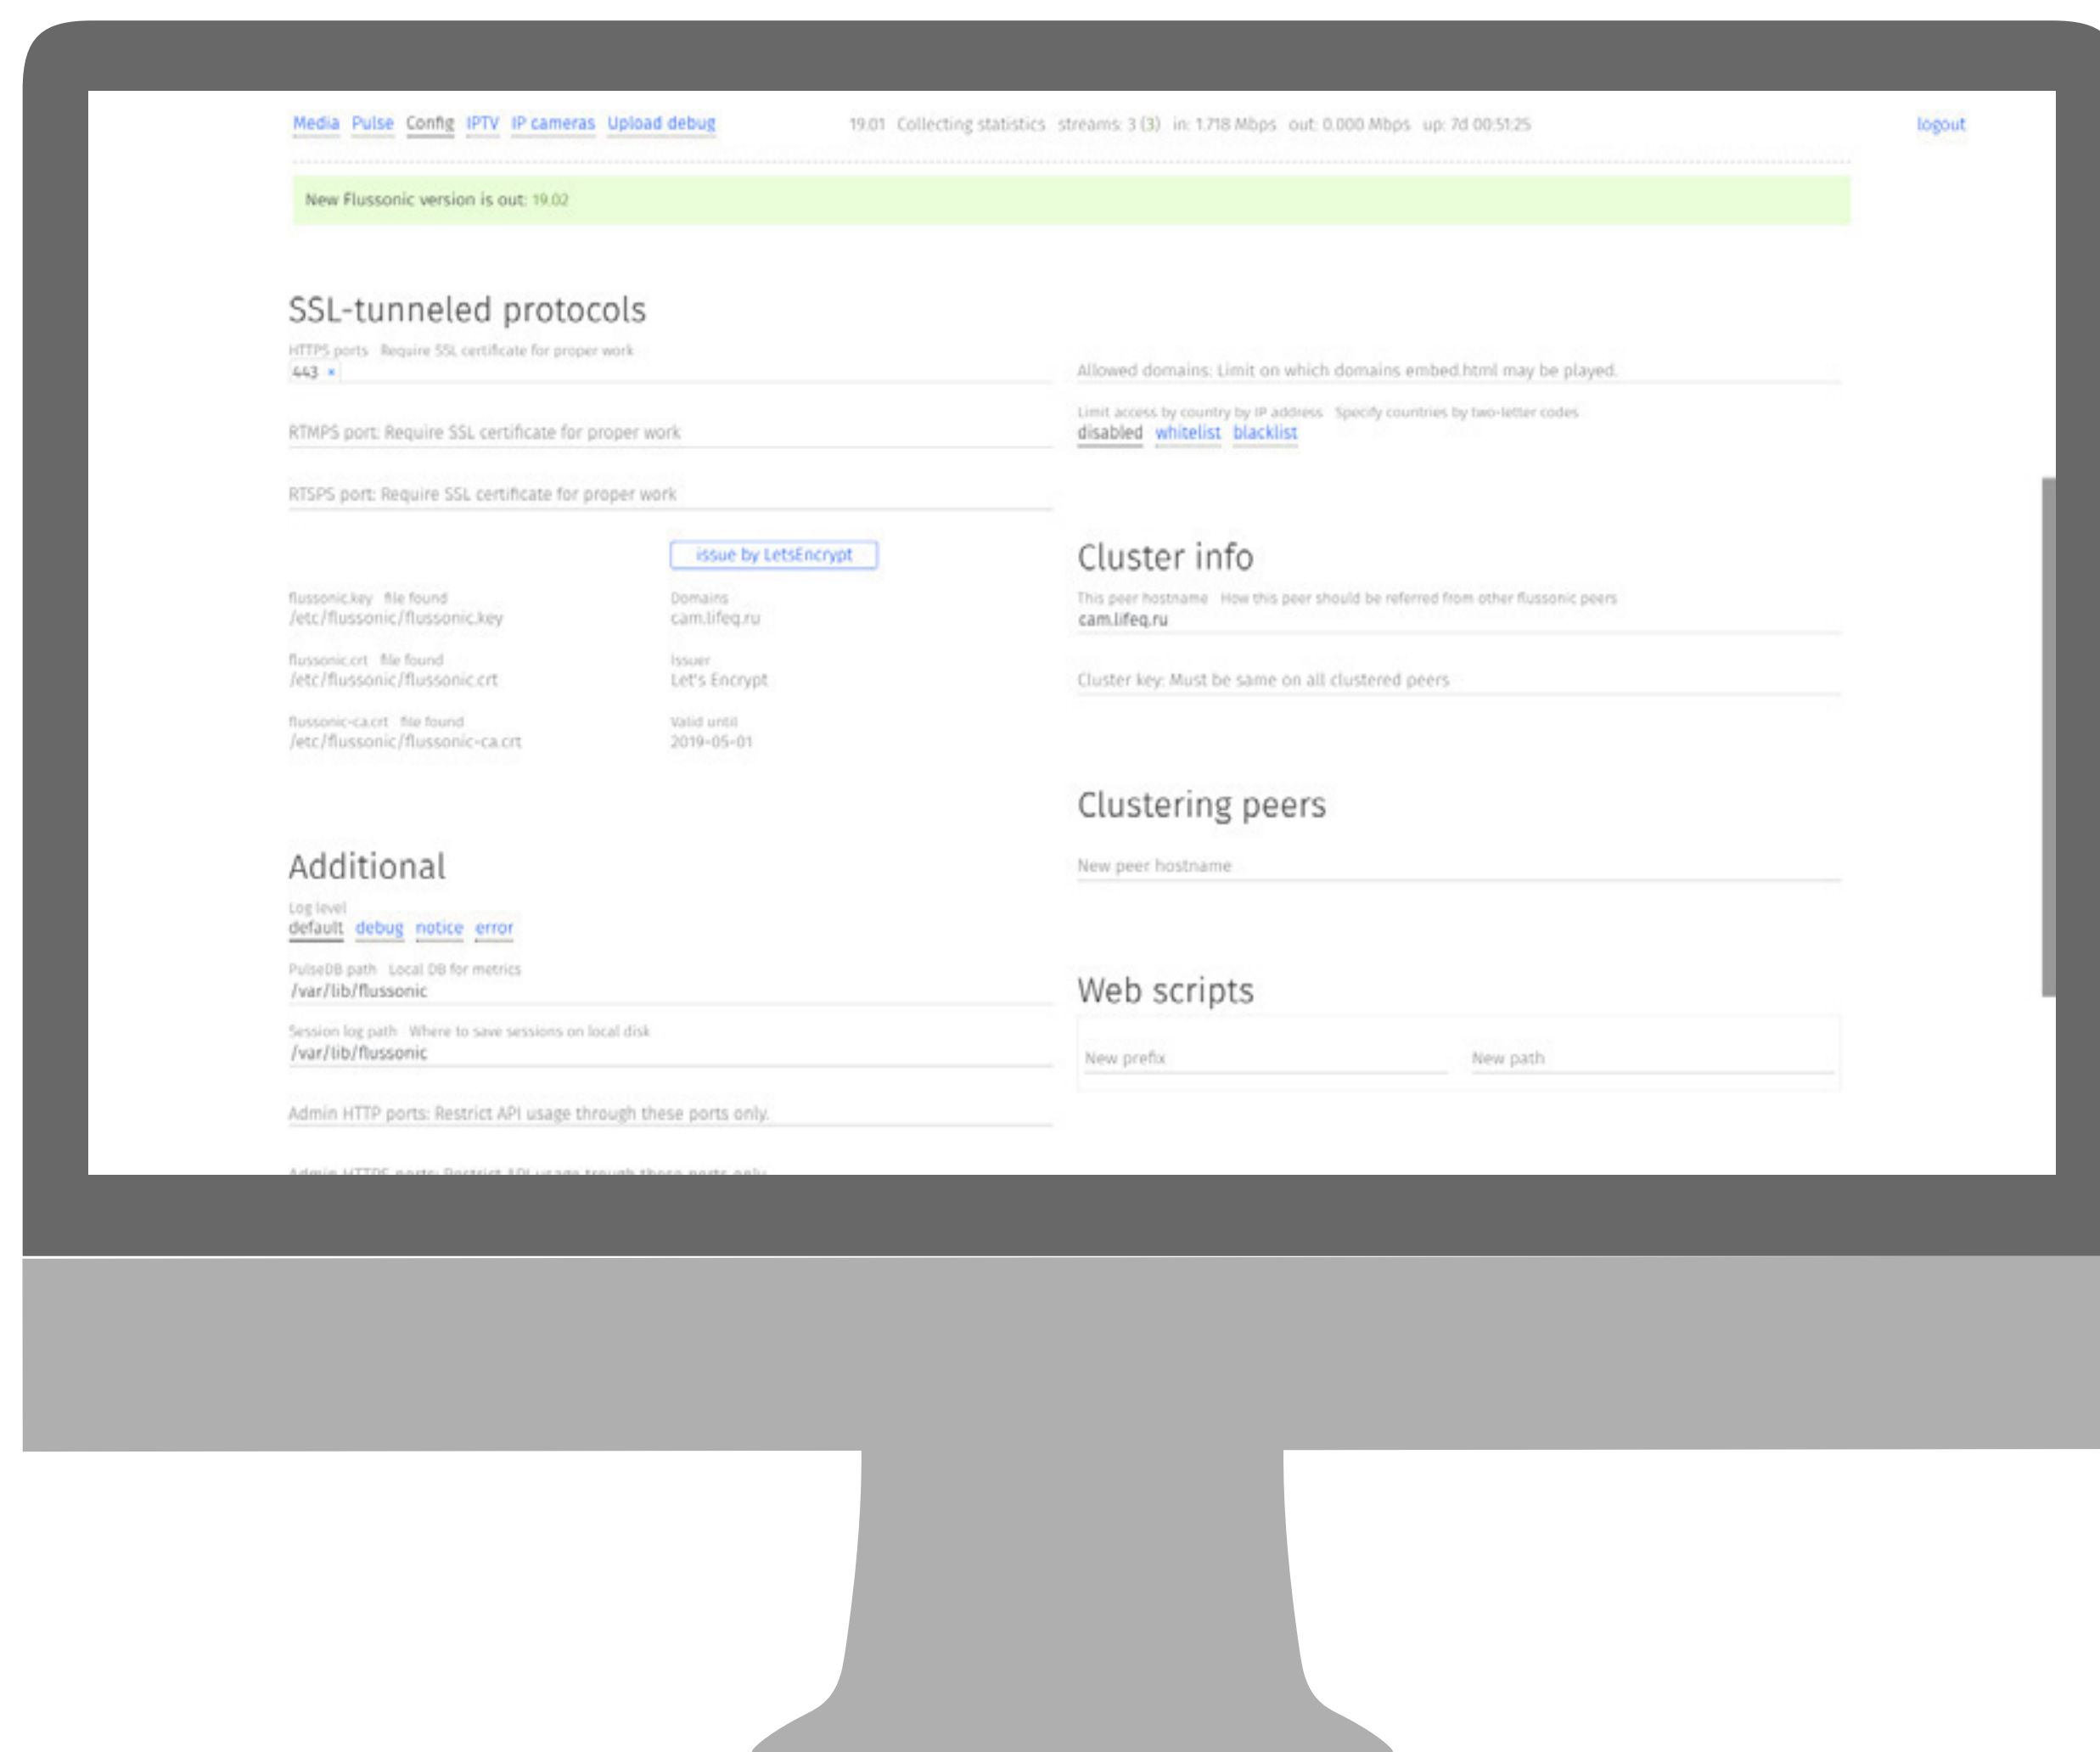 Media Pulse Config IPTV IP cameras Upload debug 19.01 Collecting statistics streams: 3 (3) in: 1.718 Mbps out: 0.000 Mbps up: 7d 00:51:25 logout
New Flussonic version is out: 19.02
SSL-tunneled protocols
HTTPS ports Require SSL certificate for proper work
443 ×
RTMPS port: Require SSL certificate for proper work
RTSPS port: Require SSL certificate for proper work
issue by LetsEncrypt
flussonic.key file found
/etc/flussonic/flussonic.key
flussonic.crt file found
/etc/flussonic/flussonic.crt
flussonic-ca.crt file found
/etc/flussonic/flussonic-ca.crt
Domains
cam.lifeq.ru
Issuer
Let's Encrypt
Valid until
2019-05-01
Additional
Log level
default debug notice error
PulseDB path Local DB for metrics
/var/lib/flussonic
Session log path Where to save sessions on local disk
/var/lib/flussonic
Admin HTTP ports: Restrict API usage through these ports only.
Admin HTTPS ports: Restrict API usage trough these ports only.
Allowed domains: Limit on which domains embed.html may be played.
Limit access by country by IP address Specify countries by two-letter codes
disabled whitelist blacklist
Cluster info
This peer hostname How this peer should be referred from other flussonic peers
cam.lifeq.ru
Cluster key: Must be same on all clustered peers
Clustering peers
New peer hostname
Web scripts
New prefix New path